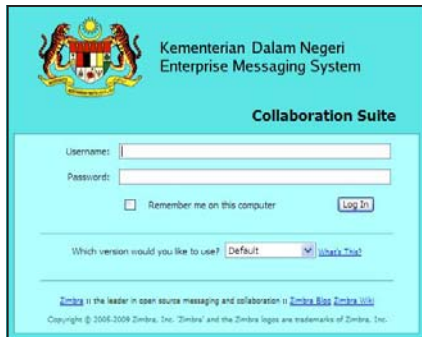 Kementerian Dalam Negeri
Enterprise Messaging System
Collaboration Suite
Username:
Password:
Remember me on this computer
Log In
Which version would you like to use? Default What's This?
Zimbra :: the leader in open source messaging and collaboration :: Zimbra Blog Zimbra Wiki
Copyright © 2005-2009 Zimbra, Inc. 'Zimbra' and the Zimbra logos are trademarks of Zimbra, Inc.